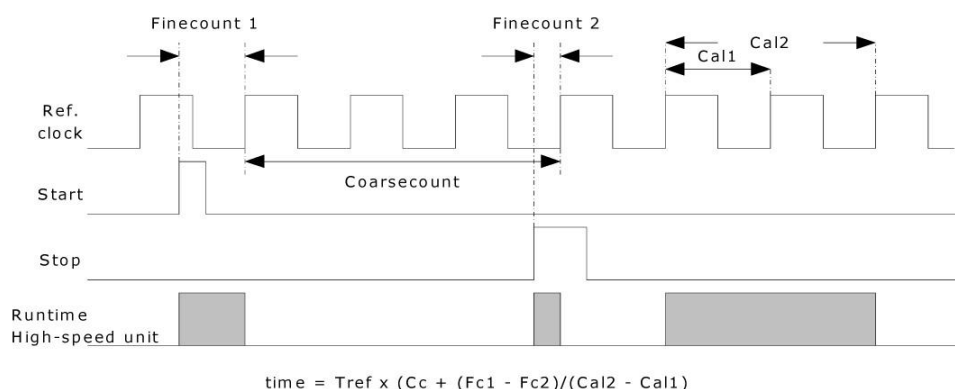 Finecount 1
Finecount 2
Cal2
Cal1
Ref.
clock
Coarsecount
Start
Stop
Runtime
High-speed unit
time = Tref x (Cc + (Fc1 - Fc2)/(Cal2 - Cal1)